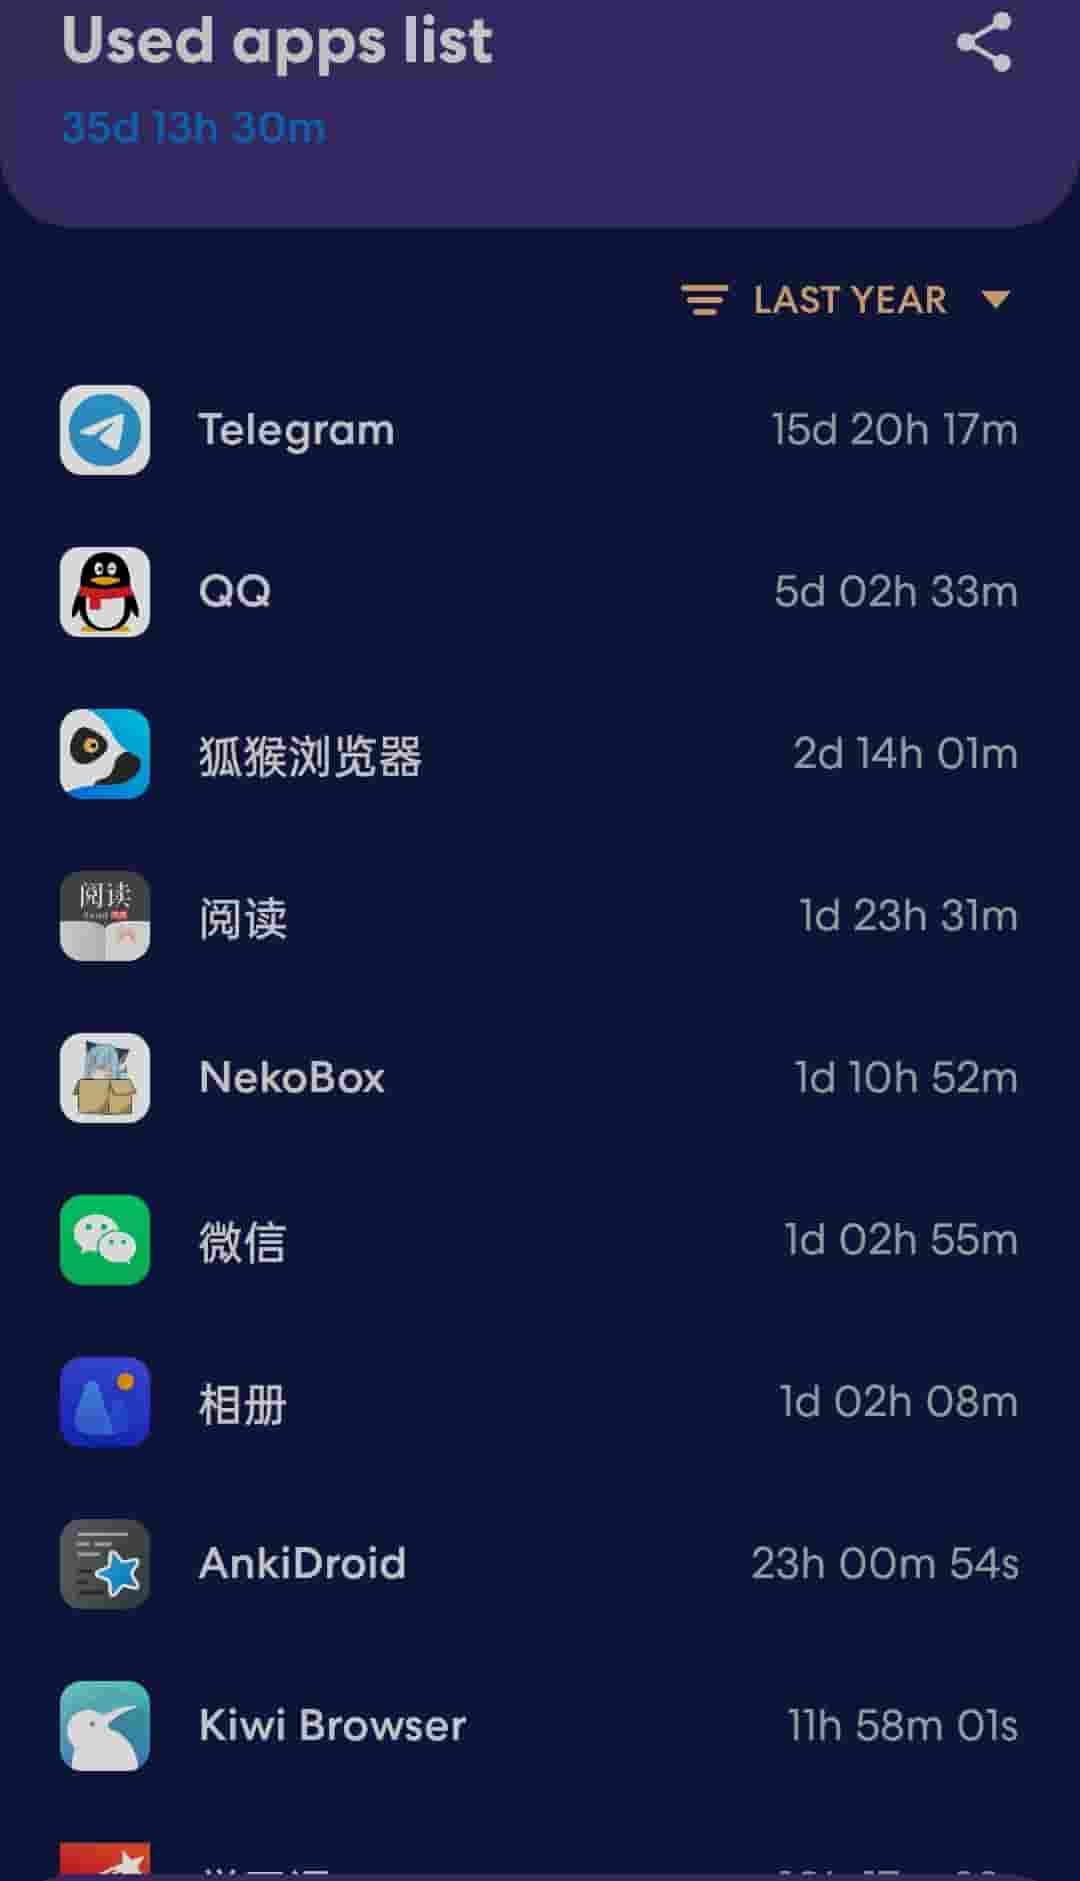 Used apps list
35d 13h 30m
LAST YEAR
Telegram 15d 20h 17m
QQ 5d 02h 33m
狐猴浏览器 2d 14h 01m
阅读
阅读 1d 23h 31m
NekoBox 1d 10h 52m
微信 1d 02h 55m
相册 1d 02h 08m
AnkiDroid 23h 00m 54s
Kiwi Browser 11h 58m 01s